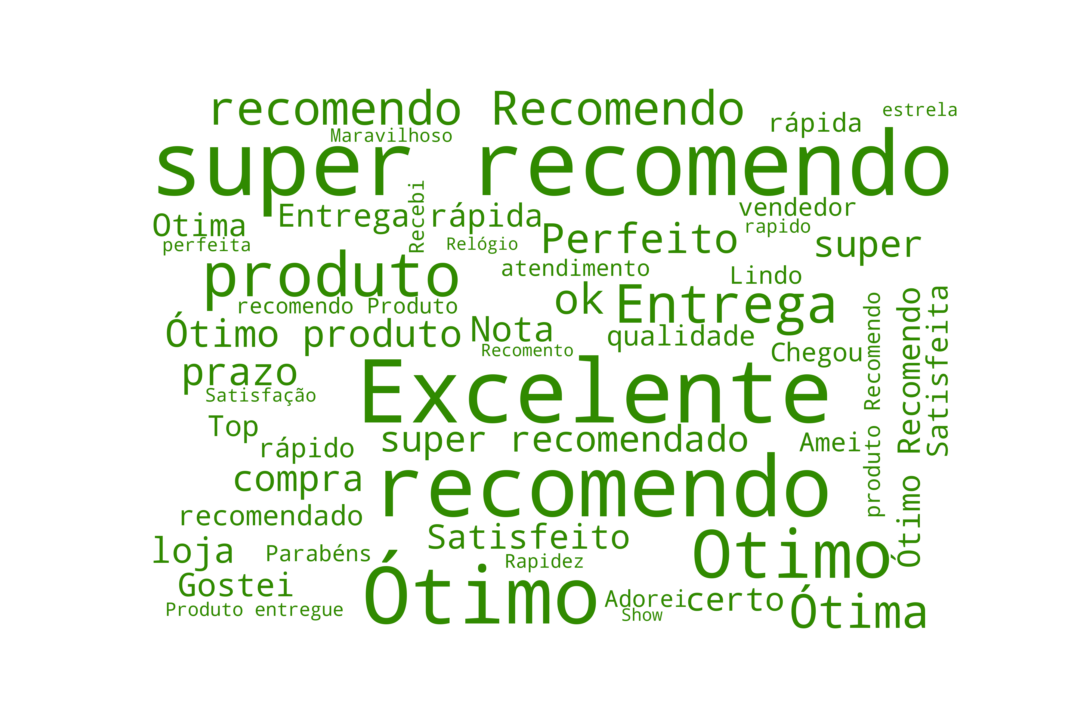 recomendo Recomendo
estrela
rápida
Maravilhoso
super recomendo
Recebi
vendedor
Otima
Entrega rápida
rapido
perfeita
Relógio
Perfeito
super
produto
atendimento
Lindo
recomendo Produto
ok
Entrega
Ótimo produto
Nota
qualidade
Recomento
Chegou
produto Recomendo
Ótimo Recomendo
Satisfeita
prazo
Satisfação
Excelente
Top
super recomendado
Amei
rápido
compra
recomendo
recomendado
Satisfeito
Otimo
loja
Parabéns
Rapidez
Gostei
Ótimo
Adorei
certo
Ótima
Produto entregue
Show